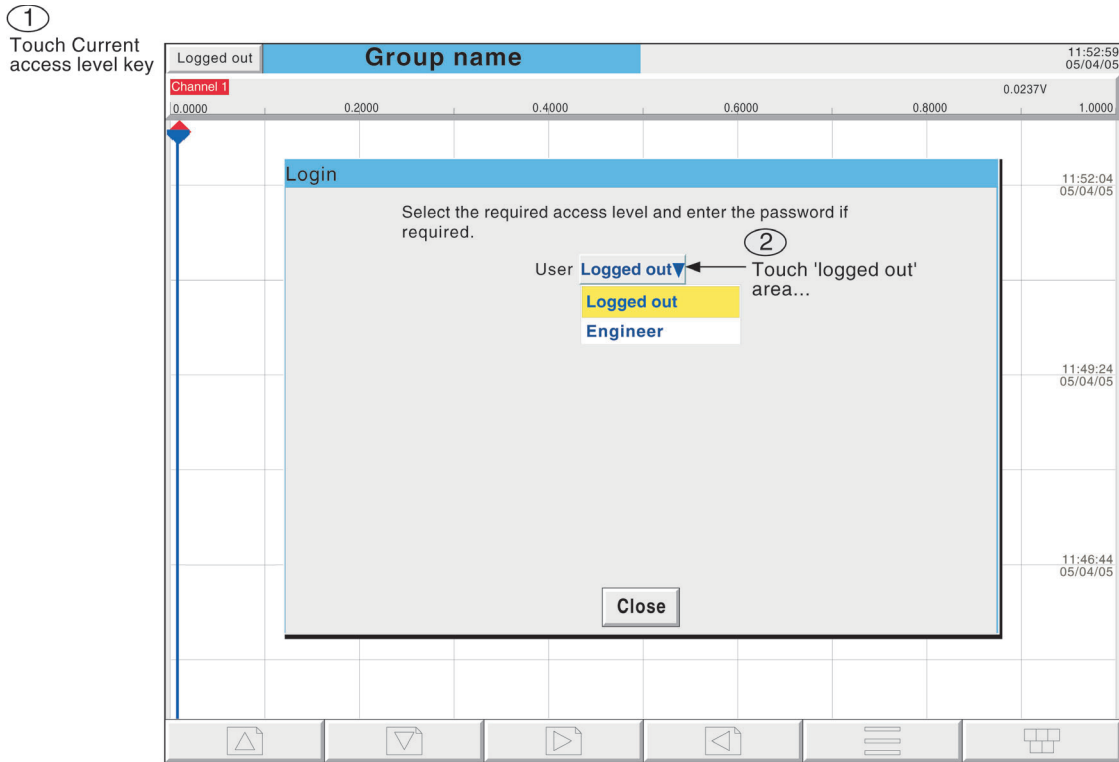 1
Touch Current
access level key
Logged out
Group name
11:52:59
05/04/05
Channel 1
0.0237V
0.0000 0.2000 0.4000 0.6000 0.8000 1.0000
Login
11:52:04
05/04/05
Select the required access level and enter the password if
required.
2
User Logged out
Touch 'logged out'
area...
Logged out
Engineer
11:49:24
05/04/05
11:46:44
05/04/05
Close